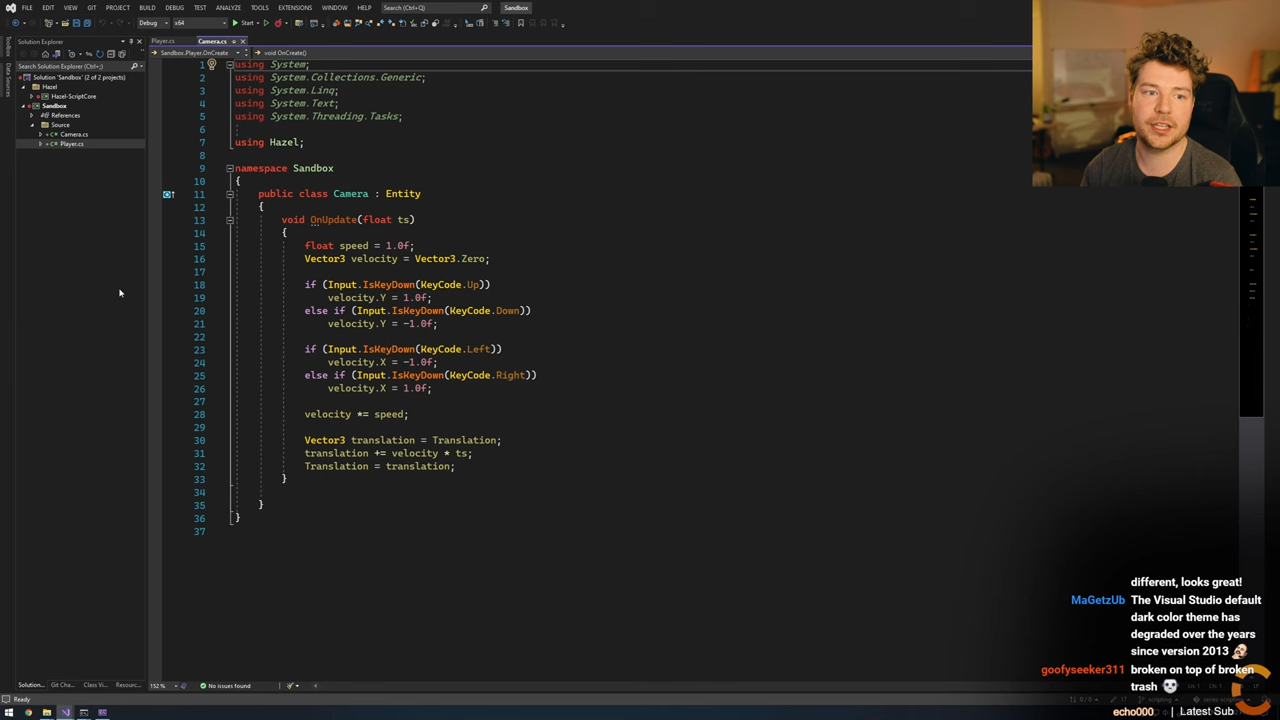 FILE EDIT VIEW GIT PROJECT BUILD DEBUG TEST ANALYZE TOOLS EXTENSIONS WINDOW HELP Search (Ctrl+Q) Sandbox
Debug x64 Start
Solution Explorer
Search Solution Explorer (Ctrl+;)
Solution 'Sandbox' (2 of 2 projects)
Hazel
Hazel-ScriptCore
Sandbox
References
Source
Camera.cs
Player.cs
Toolbox
Data Sources
Player.cs Camera.cs
Sandbox.Player.OnCreate void OnCreate()
1 using System;
2 using System.Collections.Generic;
3 using System.Linq;
4 using System.Text;
5 using System.Threading.Tasks;
6
7 using Hazel;
8
9 namespace Sandbox
10 {
11 public class Camera : Entity
12 {
13 void OnUpdate(float ts)
14 {
15 float speed = 1.0f;
16 Vector3 velocity = Vector3.Zero;
17
18 if (Input.IsKeyDown(KeyCode.Up))
19 velocity.Y = 1.0f;
20 else if (Input.IsKeyDown(KeyCode.Down))
21 velocity.Y = -1.0f;
22
23 if (Input.IsKeyDown(KeyCode.Left))
24 velocity.X = -1.0f;
25 else if (Input.IsKeyDown(KeyCode.Right))
26 velocity.X = 1.0f;
27
28 velocity *= speed;
29
30 Vector3 translation = Translation;
31 translation += velocity * ts;
32 Translation = translation;
33 }
34
35 }
36 }
37
different, looks great!
MaGetzUb The Visual Studio default
dark color theme has
degraded over the years
since version 2013
goofyseeker311 broken on top of broken
trash
echo000 | Latest Sub
Solution... Git Cha... Class Vi... Resourc...
152 % No issues found
Ready